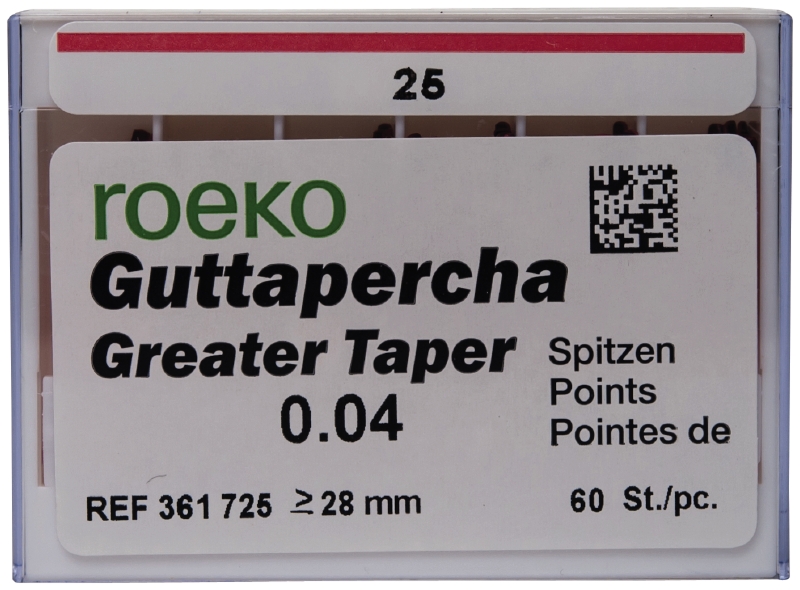 25
roeko
Guttapercha
Greater Taper
0.04
Spitzen
Points
Pointes de
REF 361 725 ≥28 mm
60 St./pc.